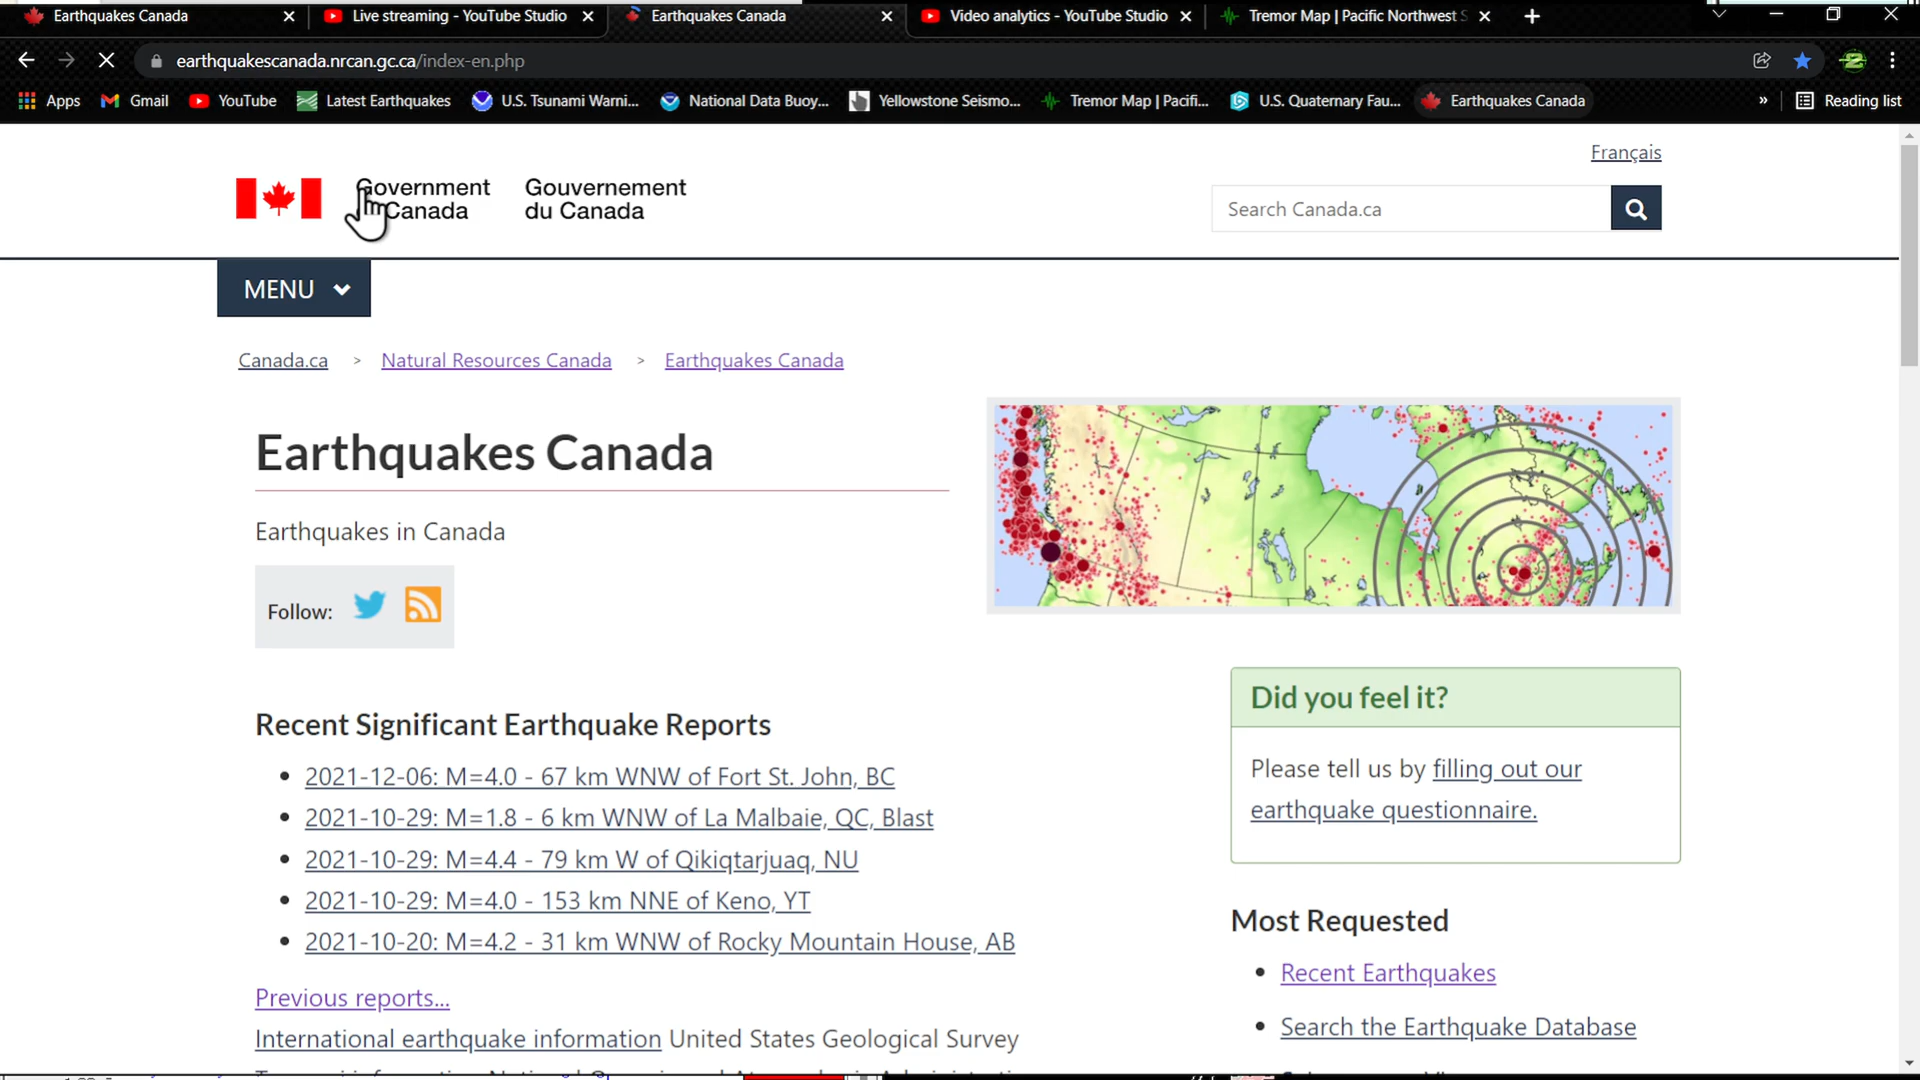 Earthquakes Canada
Live streaming - YouTube Studio
Earthquakes Canada
Video analytics - YouTube Studio
Tremor Map | Pacific Northwest S
earthquakescanada.nrcan.gc.ca/index-en.php
Apps
Gmail
YouTube
Latest Earthquakes
U.S. Tsunami Warni...
National Data Buoy...
Yellowstone Seismo...
Tremor Map | Pacifi...
U.S. Quaternary Fau...
Earthquakes Canada
»
Reading list
Français
Government
Canada
Gouvernement
du Canada
Search Canada.ca
MENU
Canada.ca > Natural Resources Canada > Earthquakes Canada
Earthquakes Canada
Earthquakes in Canada
Follow:
Recent Significant Earthquake Reports
2021-12-06: M=4.0 - 67 km WNW of Fort St. John, BC
2021-10-29: M=1.8 - 6 km WNW of La Malbaie, QC, Blast
2021-10-29: M=4.4 - 79 km W of Qikiqtarjuaq, NU
2021-10-29: M=4.0 - 153 km NNE of Keno, YT
2021-10-20: M=4.2 - 31 km WNW of Rocky Mountain House, AB
Previous reports...
International earthquake information United States Geological Survey
Did you feel it?
Please tell us by filling out our
earthquake questionnaire.
Most Requested
Recent Earthquakes
Search the Earthquake Database